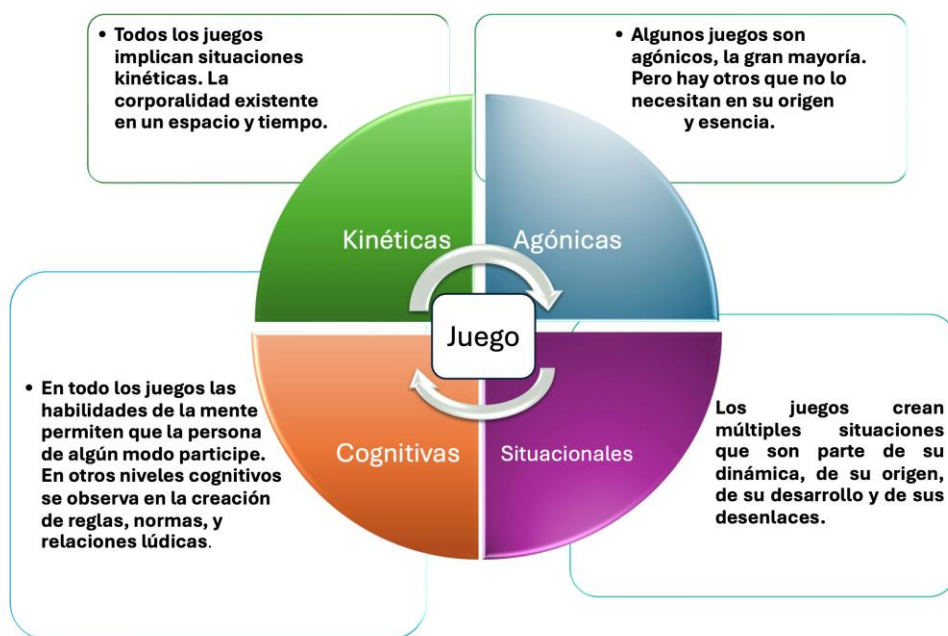 • Todos los juegos
implican situaciones
kinéticas. La
corporalidad existente
en un espacio y tiempo.
• Algunos juegos son
agónicos, la gran mayoría.
Pero hay otros que no lo
necesitan en su origen
y esencia.
Kinéticas
Agónicas
Juego
Cognitivas
Situacionales
• En todo los juegos las
habilidades de la mente
permiten que la persona
de algún modo participe.
En otros niveles cognitivos
se observa en la creación
de reglas, normas, y
relaciones lúdicas.
Los juegos crean
múltiples situaciones
que son parte de su
dinámica, de su origen,
de su desarrollo y de sus
desenlaces.